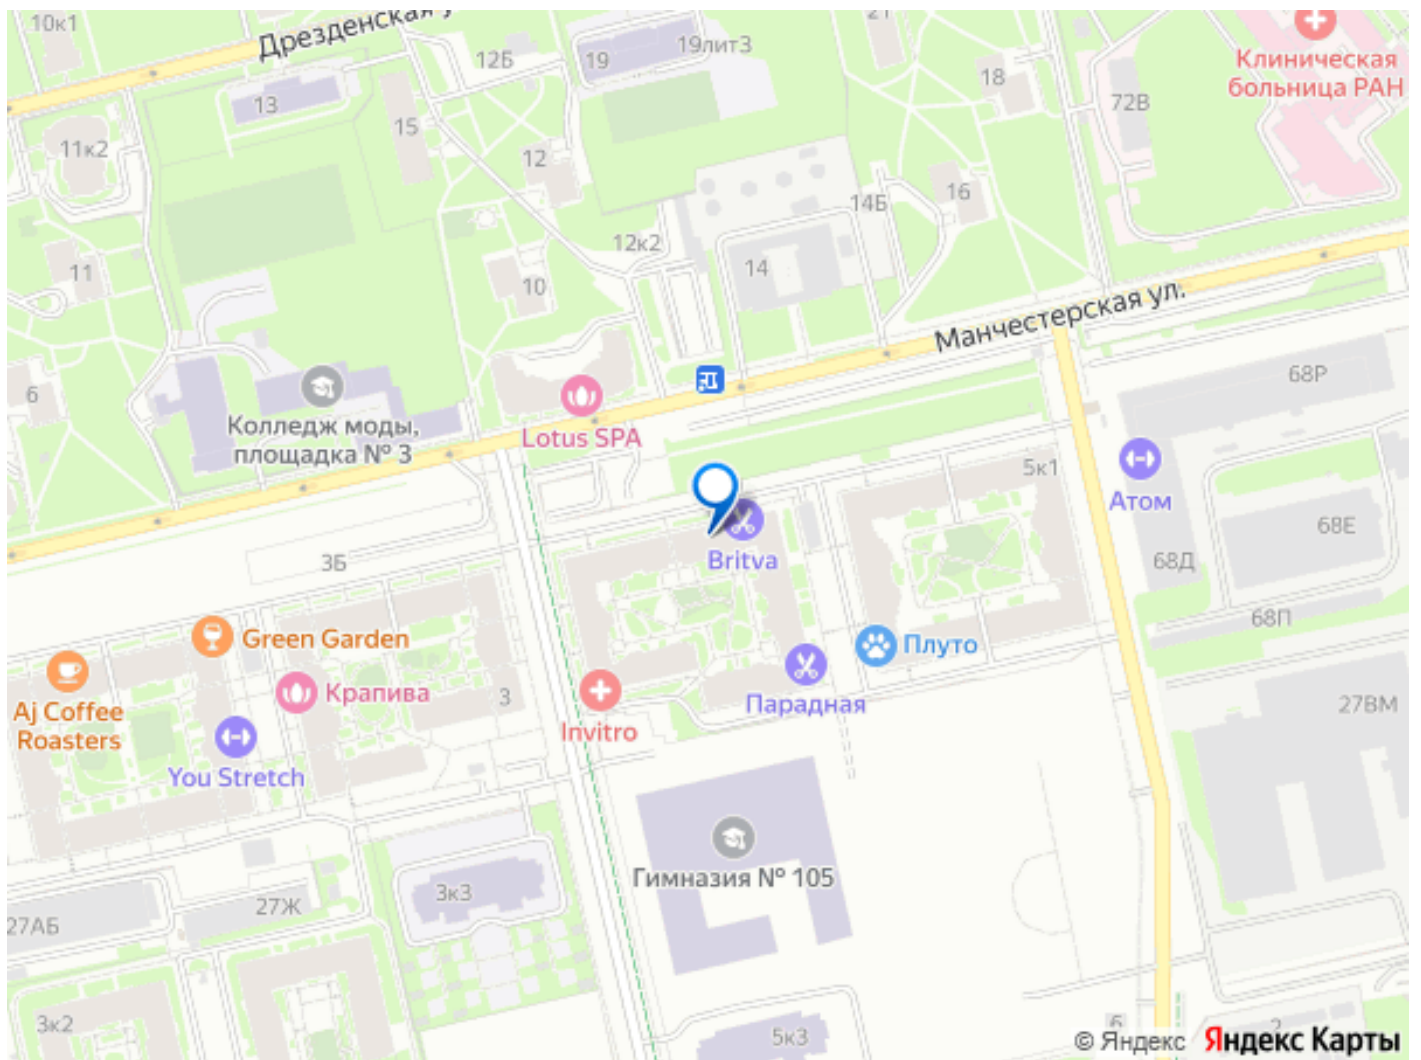 10к1
Дрезденская у
12Б
19
19лит3
21
18
Клиническая
больница РАН
72В
13
15
11к2
12
16
14Б
12к2
11
14
10
Манчестерская ул.
6
68Р
Колледж моды,
площадка № 3
Lotus SPA
5к1
Атом
68Е
Britva
68Д
3Б
68П
Green Garden
Плуто
Крапива
3
Парадная
27ВМ
Aj Coffee
Roasters
Invitro
You Stretch
Гимназия № 105
3к3
27Ж
27АБ
3к2
5к3
© Яндекс Яндекс Карты